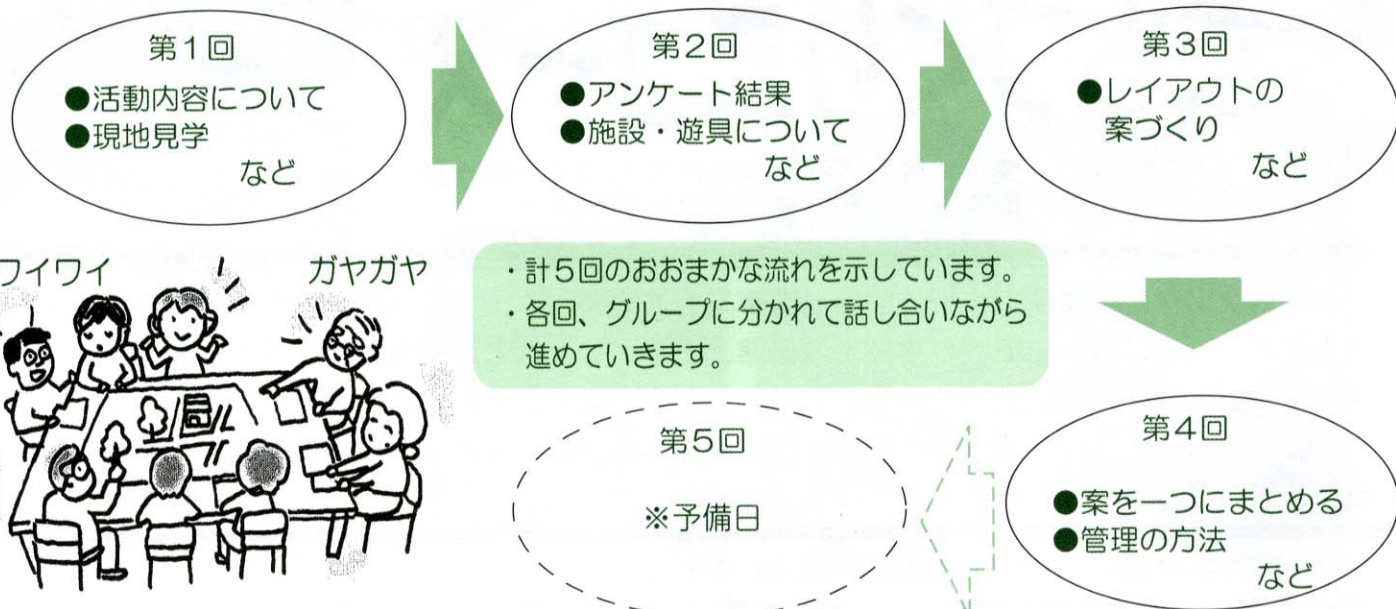 第1回
●活動内容について
●現地見学
など
第2回
●アンケート結果
●施設・遊具について
など
第3回
●レイアウトの
案づくり
など
ワイワイ
ガヤガヤ
・計5回のおおまかな流れを示しています。
・各回、グループに分かれて話し合いながら
進めていきます。
第4回
●案を一つにまとめる
●管理の方法
など
第5回
※予備日